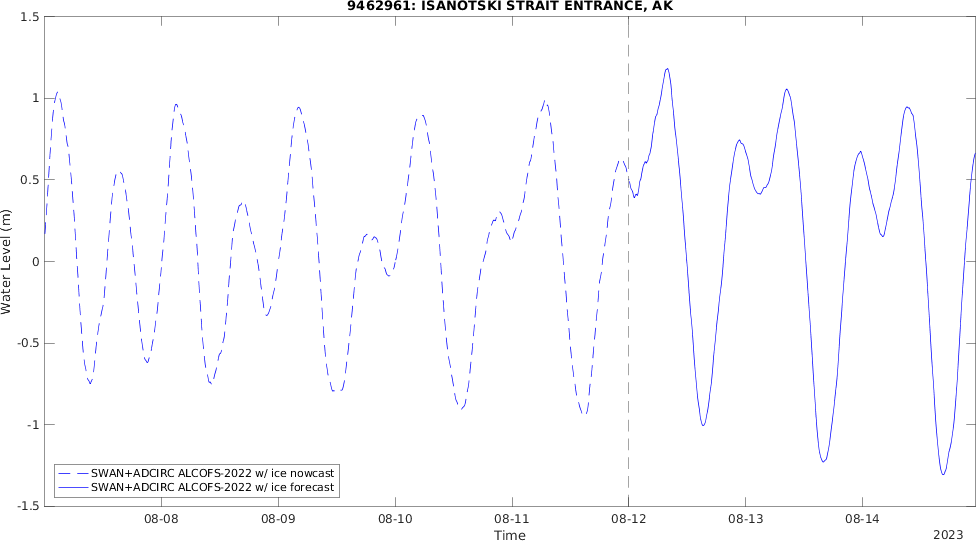 9462961: ISANOTSKI STRAIT ENTRANCE, AK
1.5
1
0.5
0
-0.5
-1
-1.5
Water Level (m)
SWAN+ADCIRC ALCOFS-2022 w/ ice nowcast
SWAN+ADCIRC ALCOFS-2022 w/ ice forecast
08-08 08-09 08-10 08-11 08-12 08-13 08-14
Time
2023